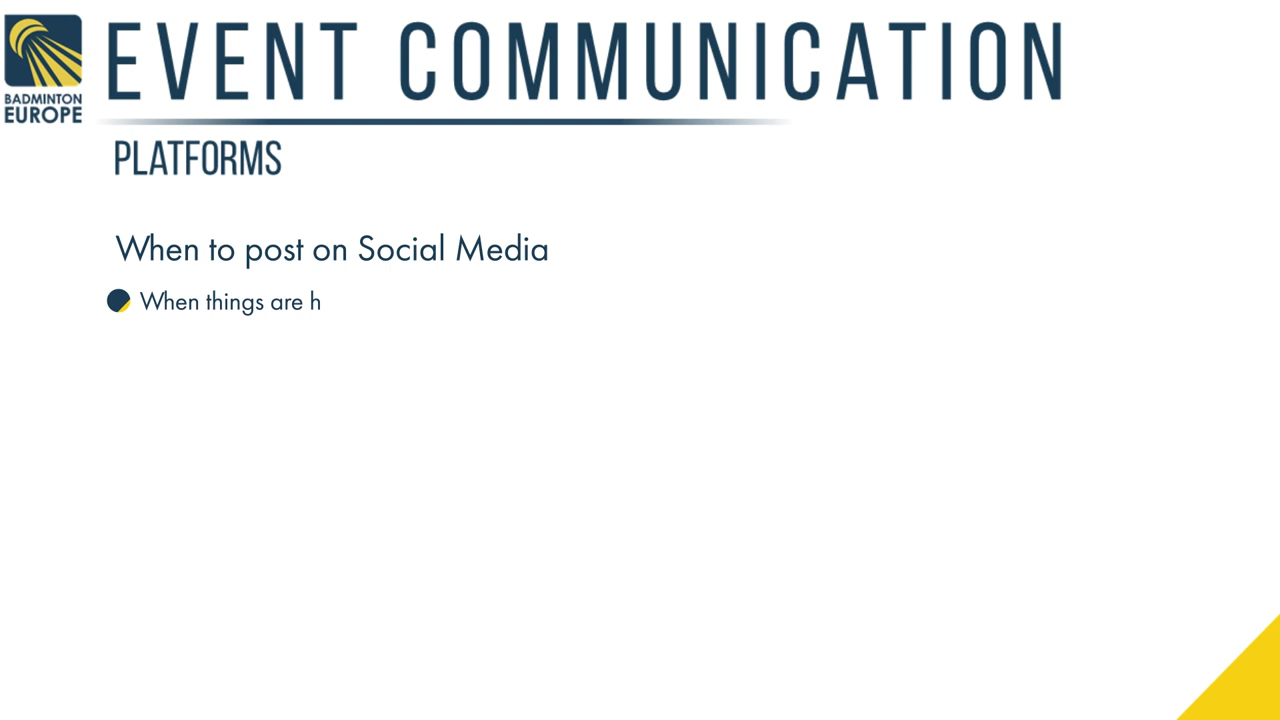 EVENT COMMUNICATION
BADMINTON
EUROPE
PLATFORMS
When to post on Social Media
When things are h